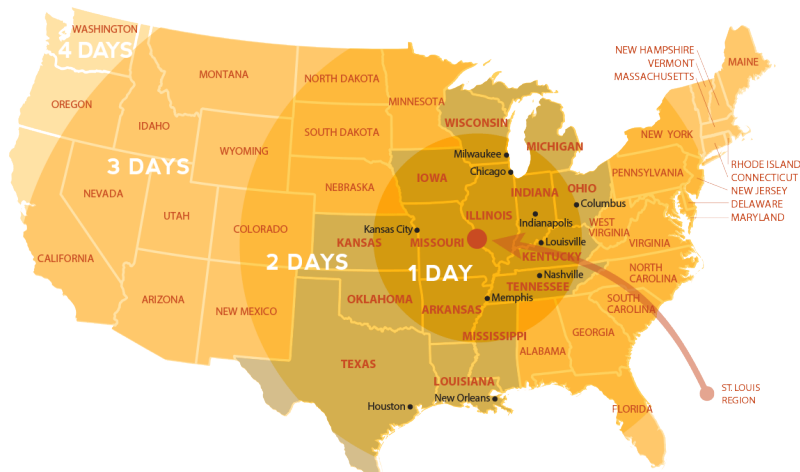 WASHINGTON
4 DAYS
OREGON
IDAHO
MONTANA
NORTH DAKOTA
MINNESOTA
SOUTH DAKOTA
WYOMING
3 DAYS
NEVADA
UTAH
CALIFORNIA
ARIZONA
COLORADO
NEW MEXICO
NEBRASKA
2 DAYS
KANSAS
Kansas City
OKLAHOMA
TEXAS
Houston
WISCONSIN
Milwaukee
Chicago
MICHIGAN
IOWA
INDIANA
OHIO
Columbus
ILLINOIS
Indianapolis
MISSOURI
Louisville
KENTUCKY
1 DAY
Nashville
TENNESSEE
Memphis
ARKANSAS
MISSISSIPPI
LOUISIANA
New Orleans
ALABAMA
GEORGIA
FLORIDA
SOUTH
CAROLINA
NORTH
CAROLINA
VIRGINIA
WEST
VIRGINIA
PENNSYLVANIA
NEW YORK
NEW HAMPSHIRE
VERMONT
MASSACHUSETTS
MAINE
RHODE ISLAND
CONNECTICUT
NEW JERSEY
DELAWARE
MARYLAND
ST. LOUIS
REGION